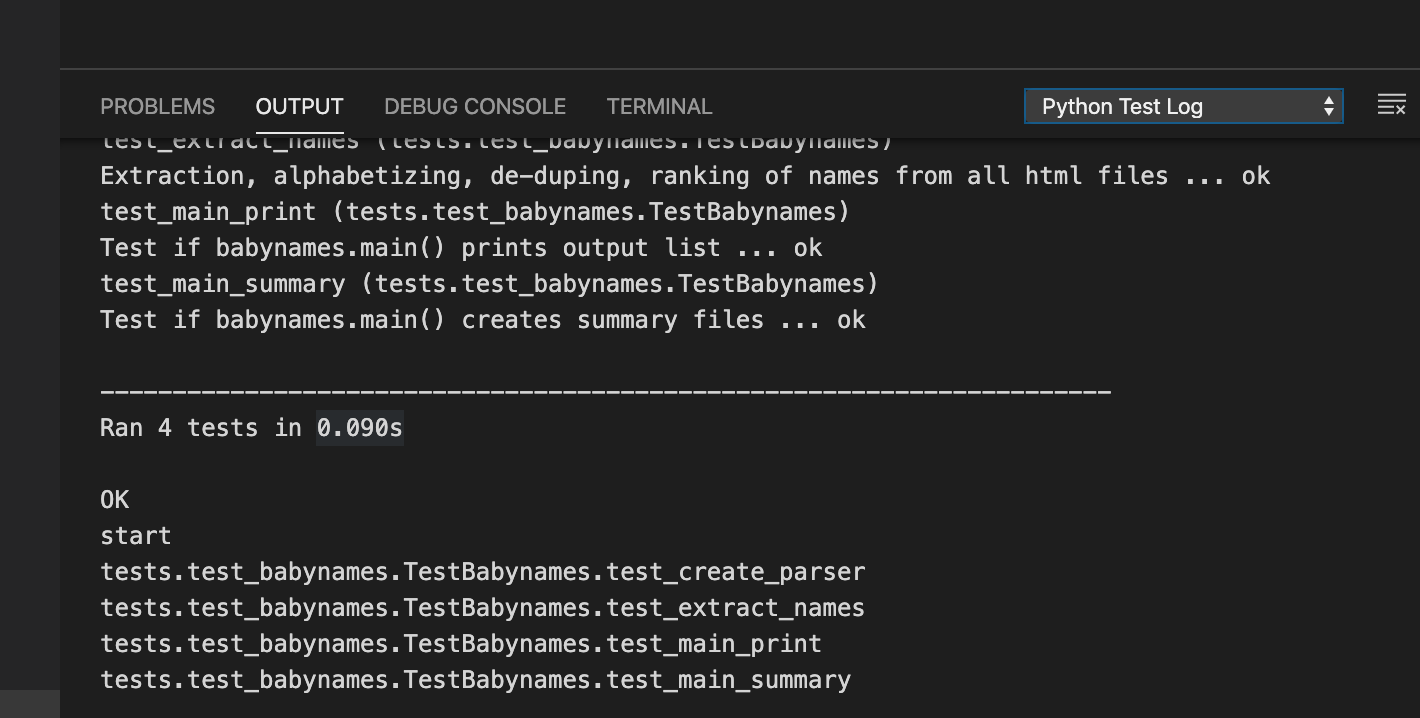 PROBLEMS OUTPUT DEBUG CONSOLE TERMINAL Python Test Log
test_extract_names (tests.test_babynames.TestBabynames)
Extraction, alphabetizing, de-duping, ranking of names from all html files ... ok
test_main_print (tests.test_babynames.TestBabynames)
Test if babynames.main() prints output list ... ok
test_main_summary (tests.test_babynames.TestBabynames)
Test if babynames.main() creates summary files ... ok
----------------------------------------------------------------------
Ran 4 tests in 0.090s
OK
start
tests.test_babynames.TestBabynames.test_create_parser
tests.test_babynames.TestBabynames.test_extract_names
tests.test_babynames.TestBabynames.test_main_print
tests.test_babynames.TestBabynames.test_main_summary